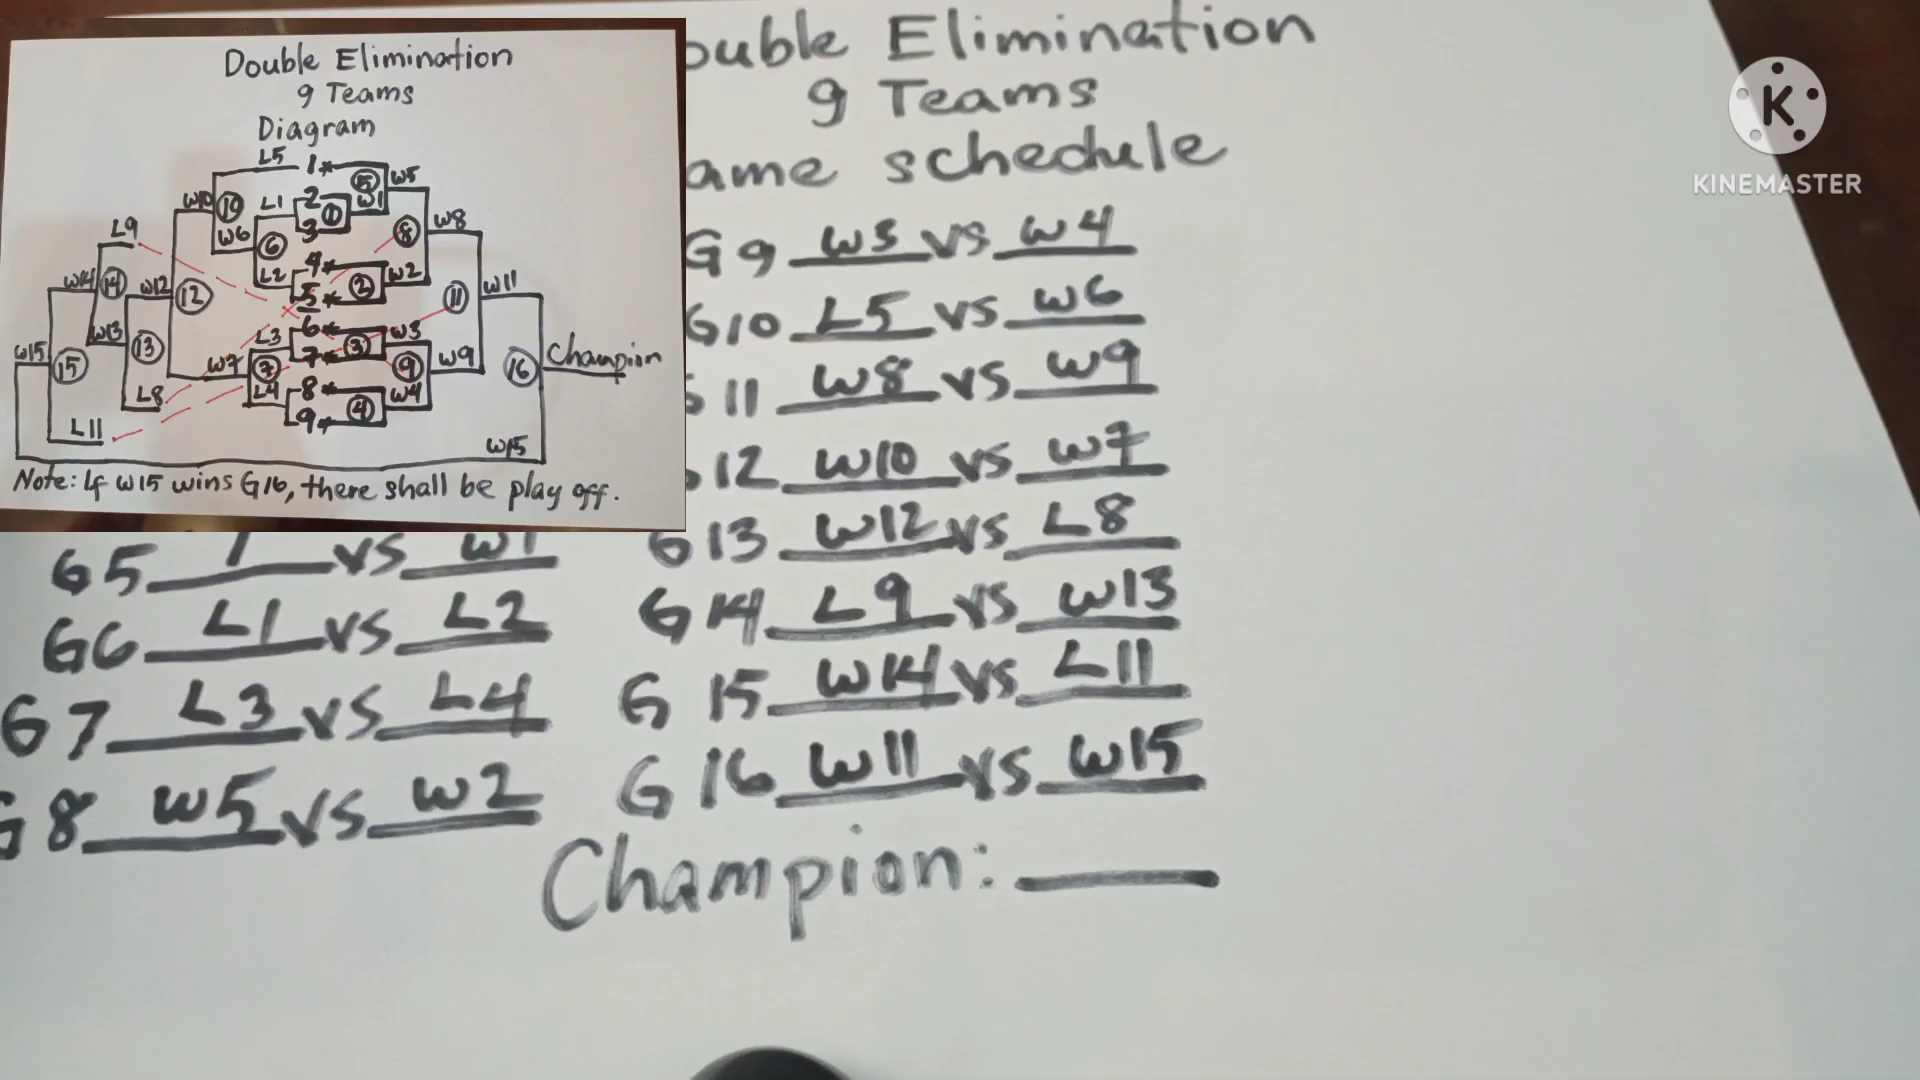 Double Elimination
9 Teams
Diagram
L5 1* 5 W5
W10 10 L1 2 1 W1
L9 W6 6 3 8 W8
L2 4* 2 W2
W14 14 W12 12 5* 11 W11
L3 6* 3 W3
W15 15 W13 13 W7 7 7* 9 W9 16 Champion
L8 L4 8* 4 W4
L11 9*
W15
Note: If W15 wins G16, there shall be play off.
ouble Elimination
9 Teams
ame schedule
G5 1 vs W1
G6 L1 vs L2
G7 L3 vs L4
G8 W5 vs W2
G9 W3 vs W4
G10 L5 vs W6
G11 W8 vs W9
G12 W10 vs W7
G13 W12 vs L8
G14 L9 vs W13
G15 W14 vs L11
G16 W11 vs W15
Champion:
K
KINEMASTER